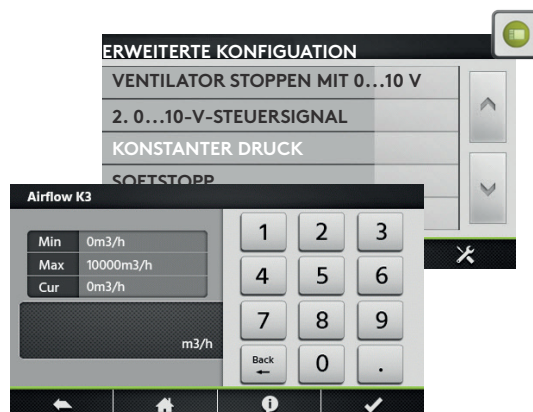 ERWEITERTE KONFIGUATION
VENTILATOR STOPPEN MIT 0...10 V
2. 0...10-V-STEUERSIGNAL
KONSTANTER DRUCK
SOFTSTOPP
Airflow K3
Min 0m3/h
Max 10000m3/h
Cur 0m3/h
m3/h
1 2 3
4 5 6
7 8 9
Back 0 .